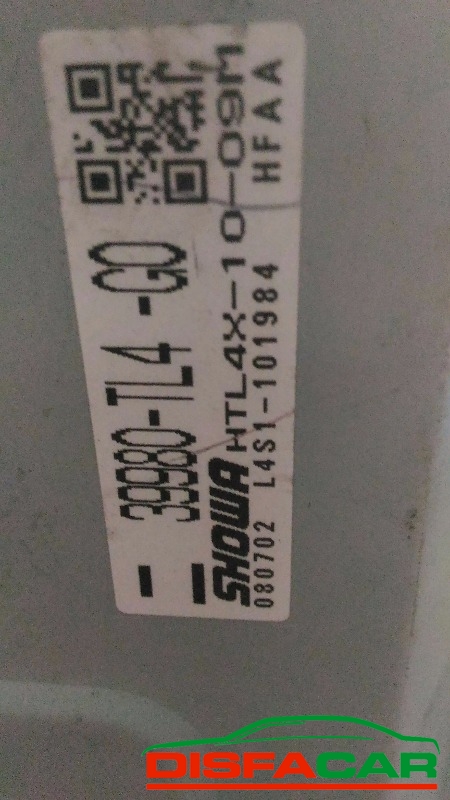 39980-TL4 -G0
SHOWA HTL4X-10-09M
080702 L4S1-101984 HFAA
DISFACAR